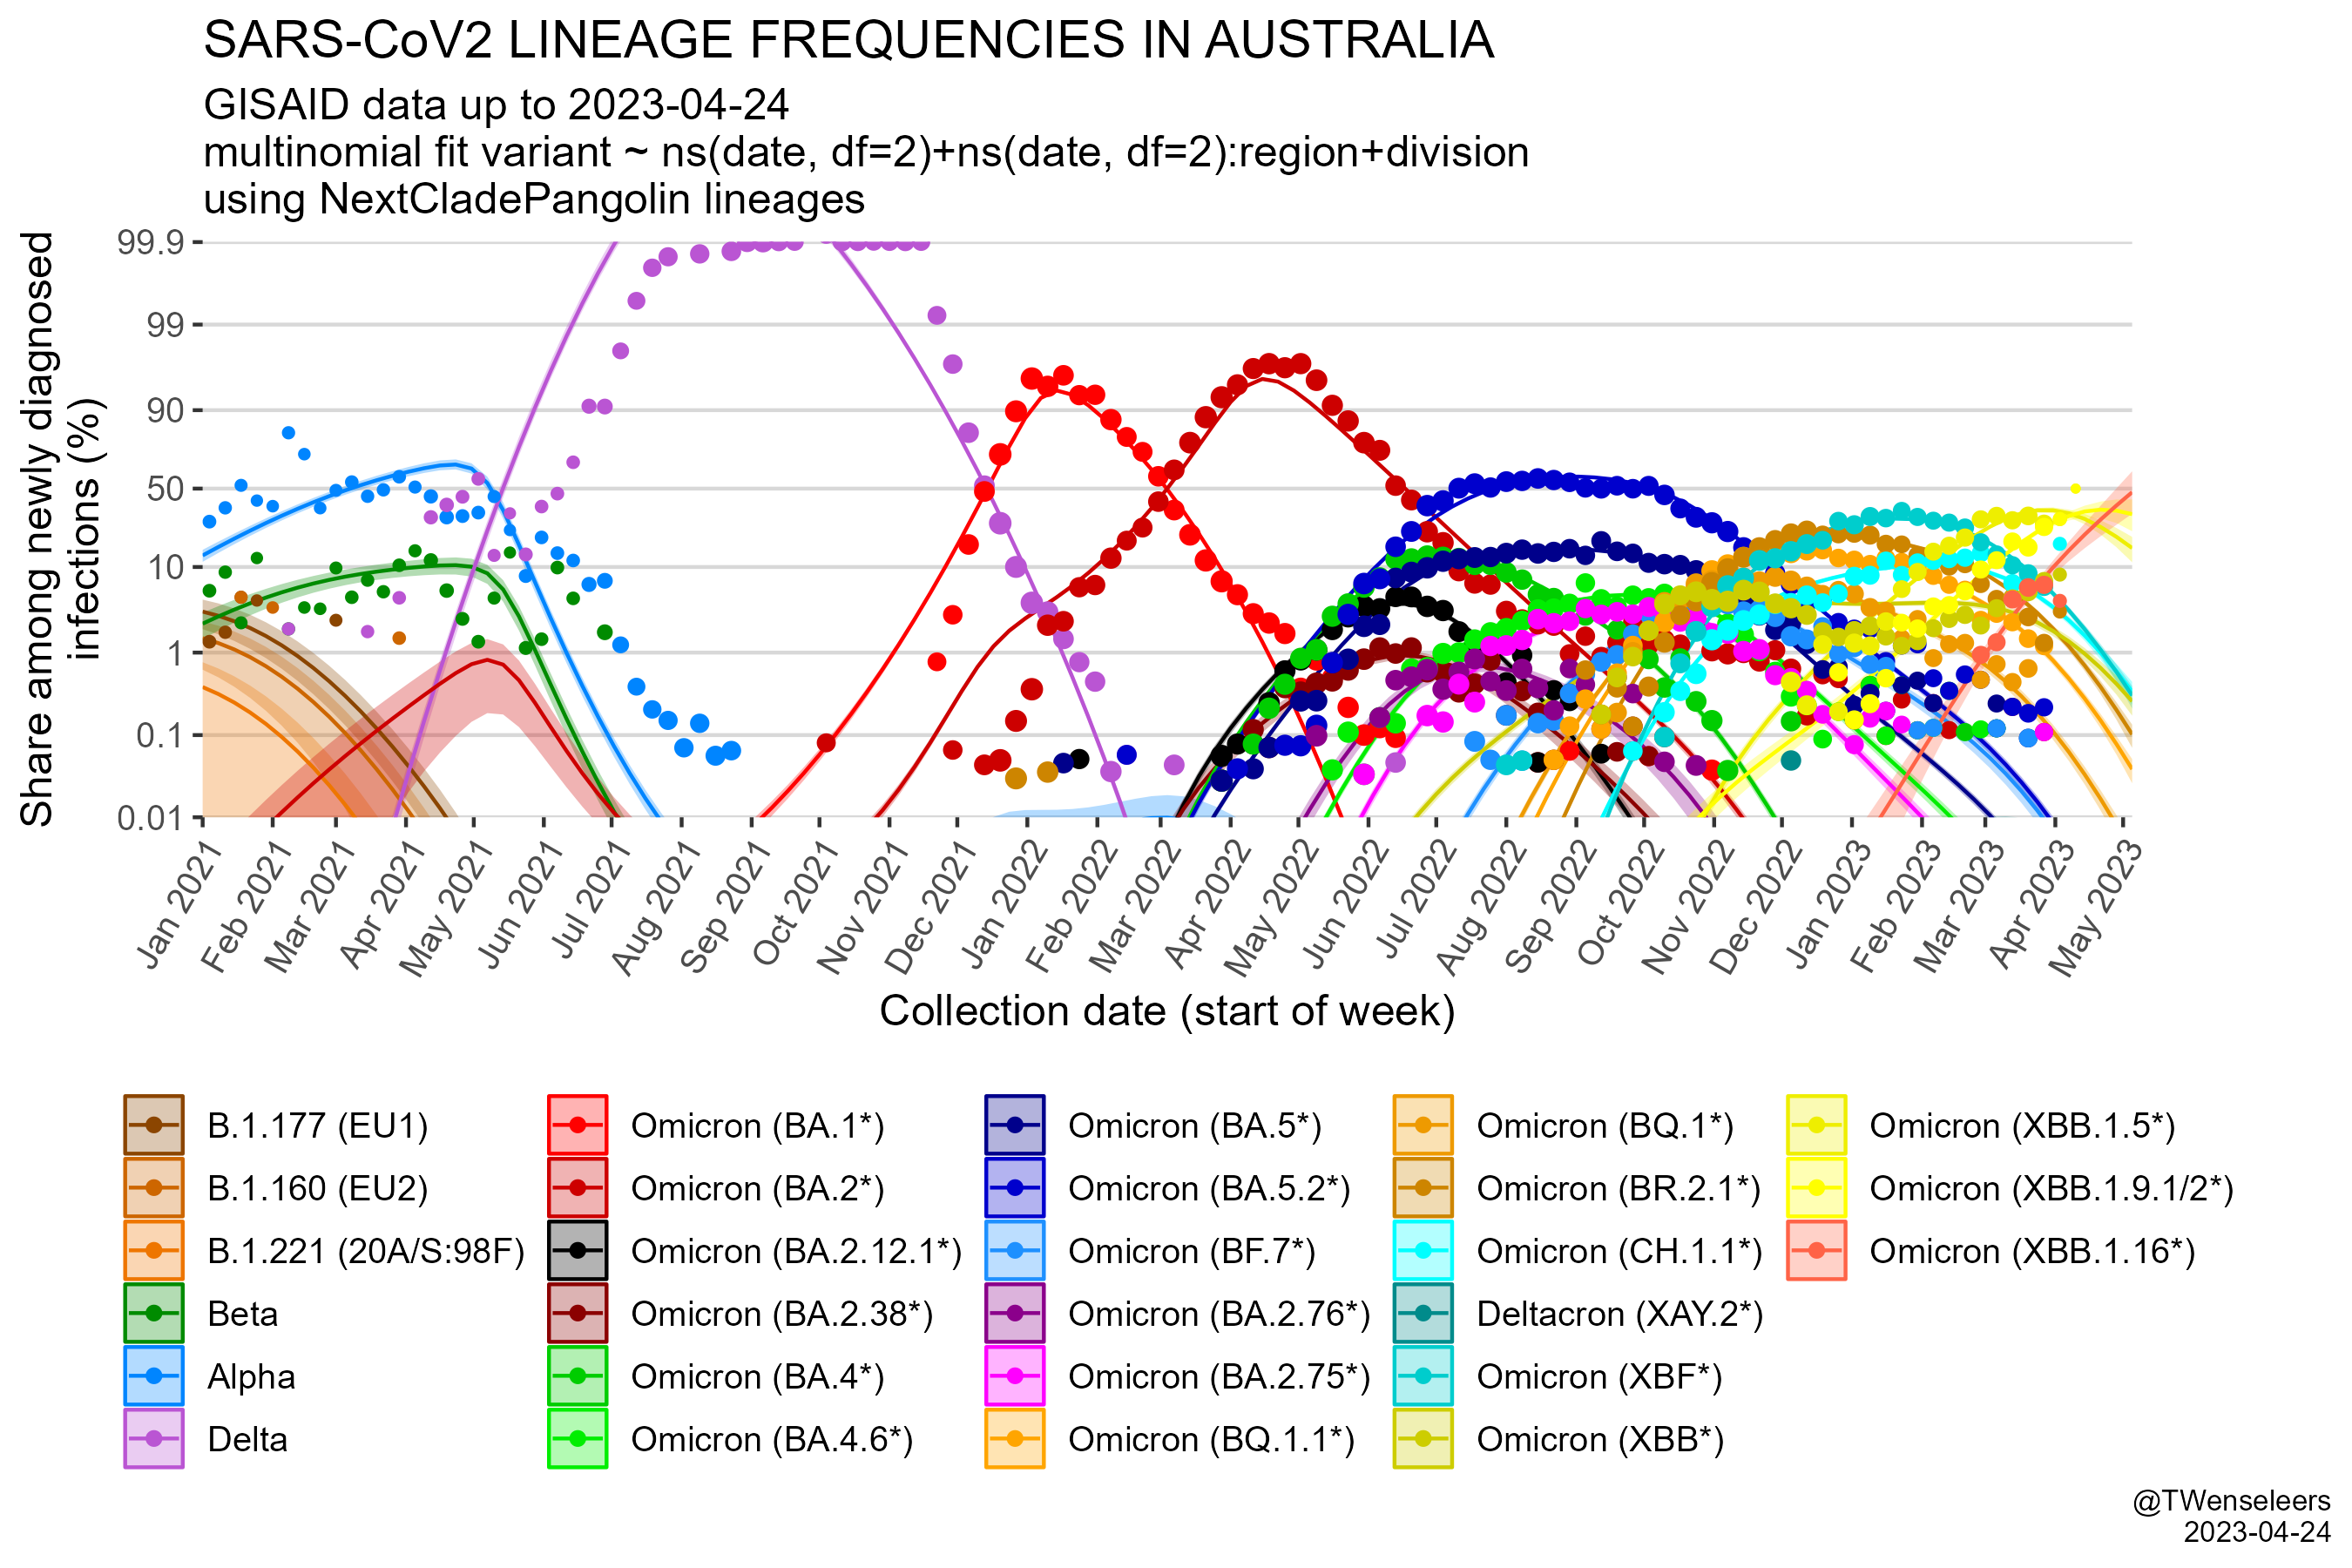 SARS-CoV2 LINEAGE FREQUENCIES IN AUSTRALIA
GISAID data up to 2023-04-24
multinomial fit variant ~ ns(date, df=2)+ns(date, df=2):region+division
using NextCladePangolin lineages
Share among newly diagnosed
infections (%)
99.9
99
90
50
10
1
0.1
0.01
Jan 2021
Feb 2021
Mar 2021
Apr 2021
May 2021
Jun 2021
Jul 2021
Aug 2021
Sep 2021
Oct 2021
Nov 2021
Dec 2021
Jan 2022
Feb 2022
Mar 2022
Apr 2022
May 2022
Jun 2022
Jul 2022
Aug 2022
Sep 2022
Oct 2022
Nov 2022
Dec 2022
Jan 2023
Feb 2023
Mar 2023
Apr 2023
May 2023
Collection date (start of week)
B.1.177 (EU1)
B.1.160 (EU2)
B.1.221 (20A/S:98F)
Beta
Alpha
Delta
Omicron (BA.1*)
Omicron (BA.2*)
Omicron (BA.2.12.1*)
Omicron (BA.2.38*)
Omicron (BA.4*)
Omicron (BA.4.6*)
Omicron (BA.5*)
Omicron (BA.5.2*)
Omicron (BF.7*)
Omicron (BA.2.76*)
Omicron (BA.2.75*)
Omicron (BQ.1.1*)
Omicron (BQ.1*)
Omicron (BR.2.1*)
Omicron (CH.1.1*)
Deltacron (XAY.2*)
Omicron (XBF*)
Omicron (XBB*)
Omicron (XBB.1.5*)
Omicron (XBB.1.9.1/2*)
Omicron (XBB.1.16*)
@TWenseleers
2023-04-24